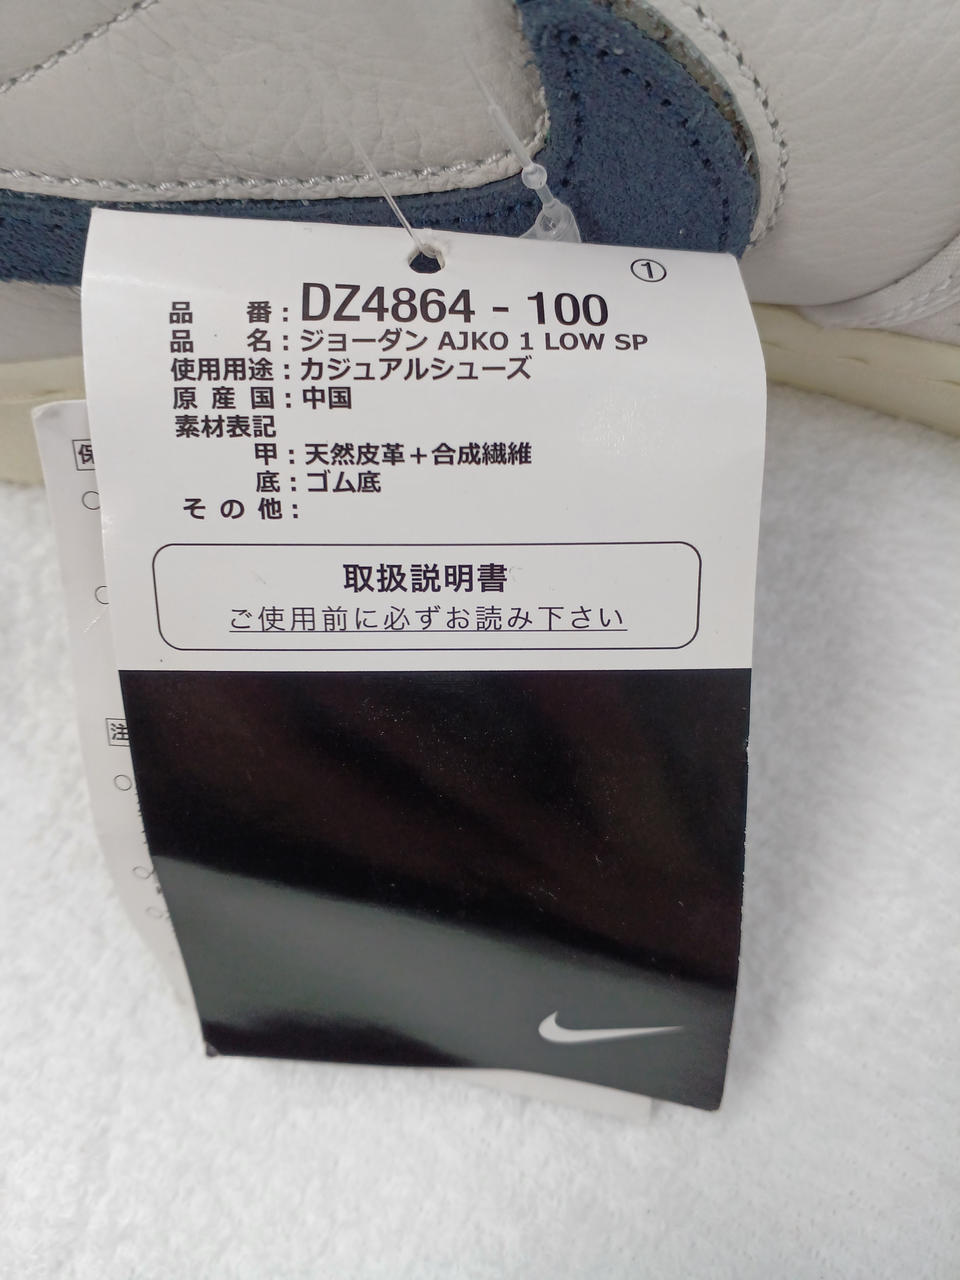 ①
品番：DZ4864 - 100
品名：ジョーダン AJKO 1 LOW SP
使用用途：カジュアルシューズ
原産国：中国
素材表記
甲：天然皮革＋合成繊維
底：ゴム底
その他：
取扱説明書
ご使用前に必ずお読み下さい
保